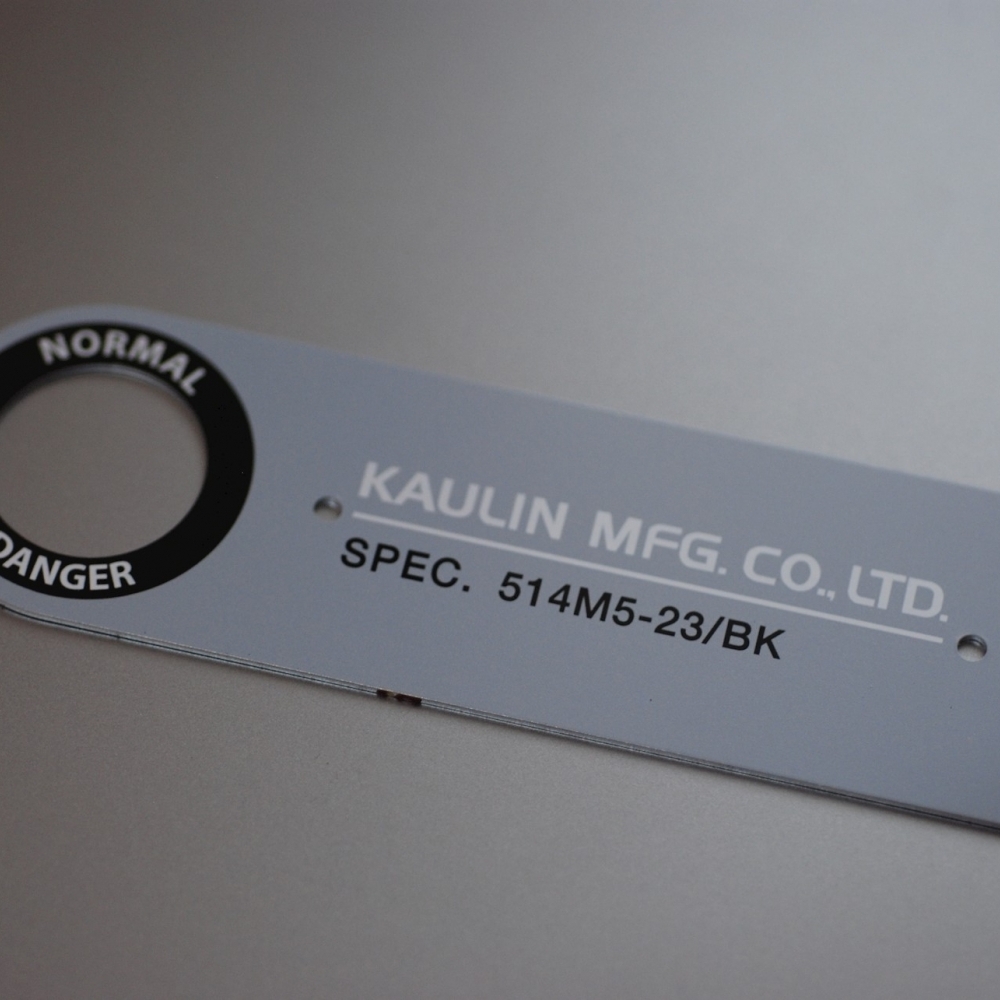 NORMAL
DANGER
KAULIN MFG. CO., LTD.
SPEC. 514M5-23/BK